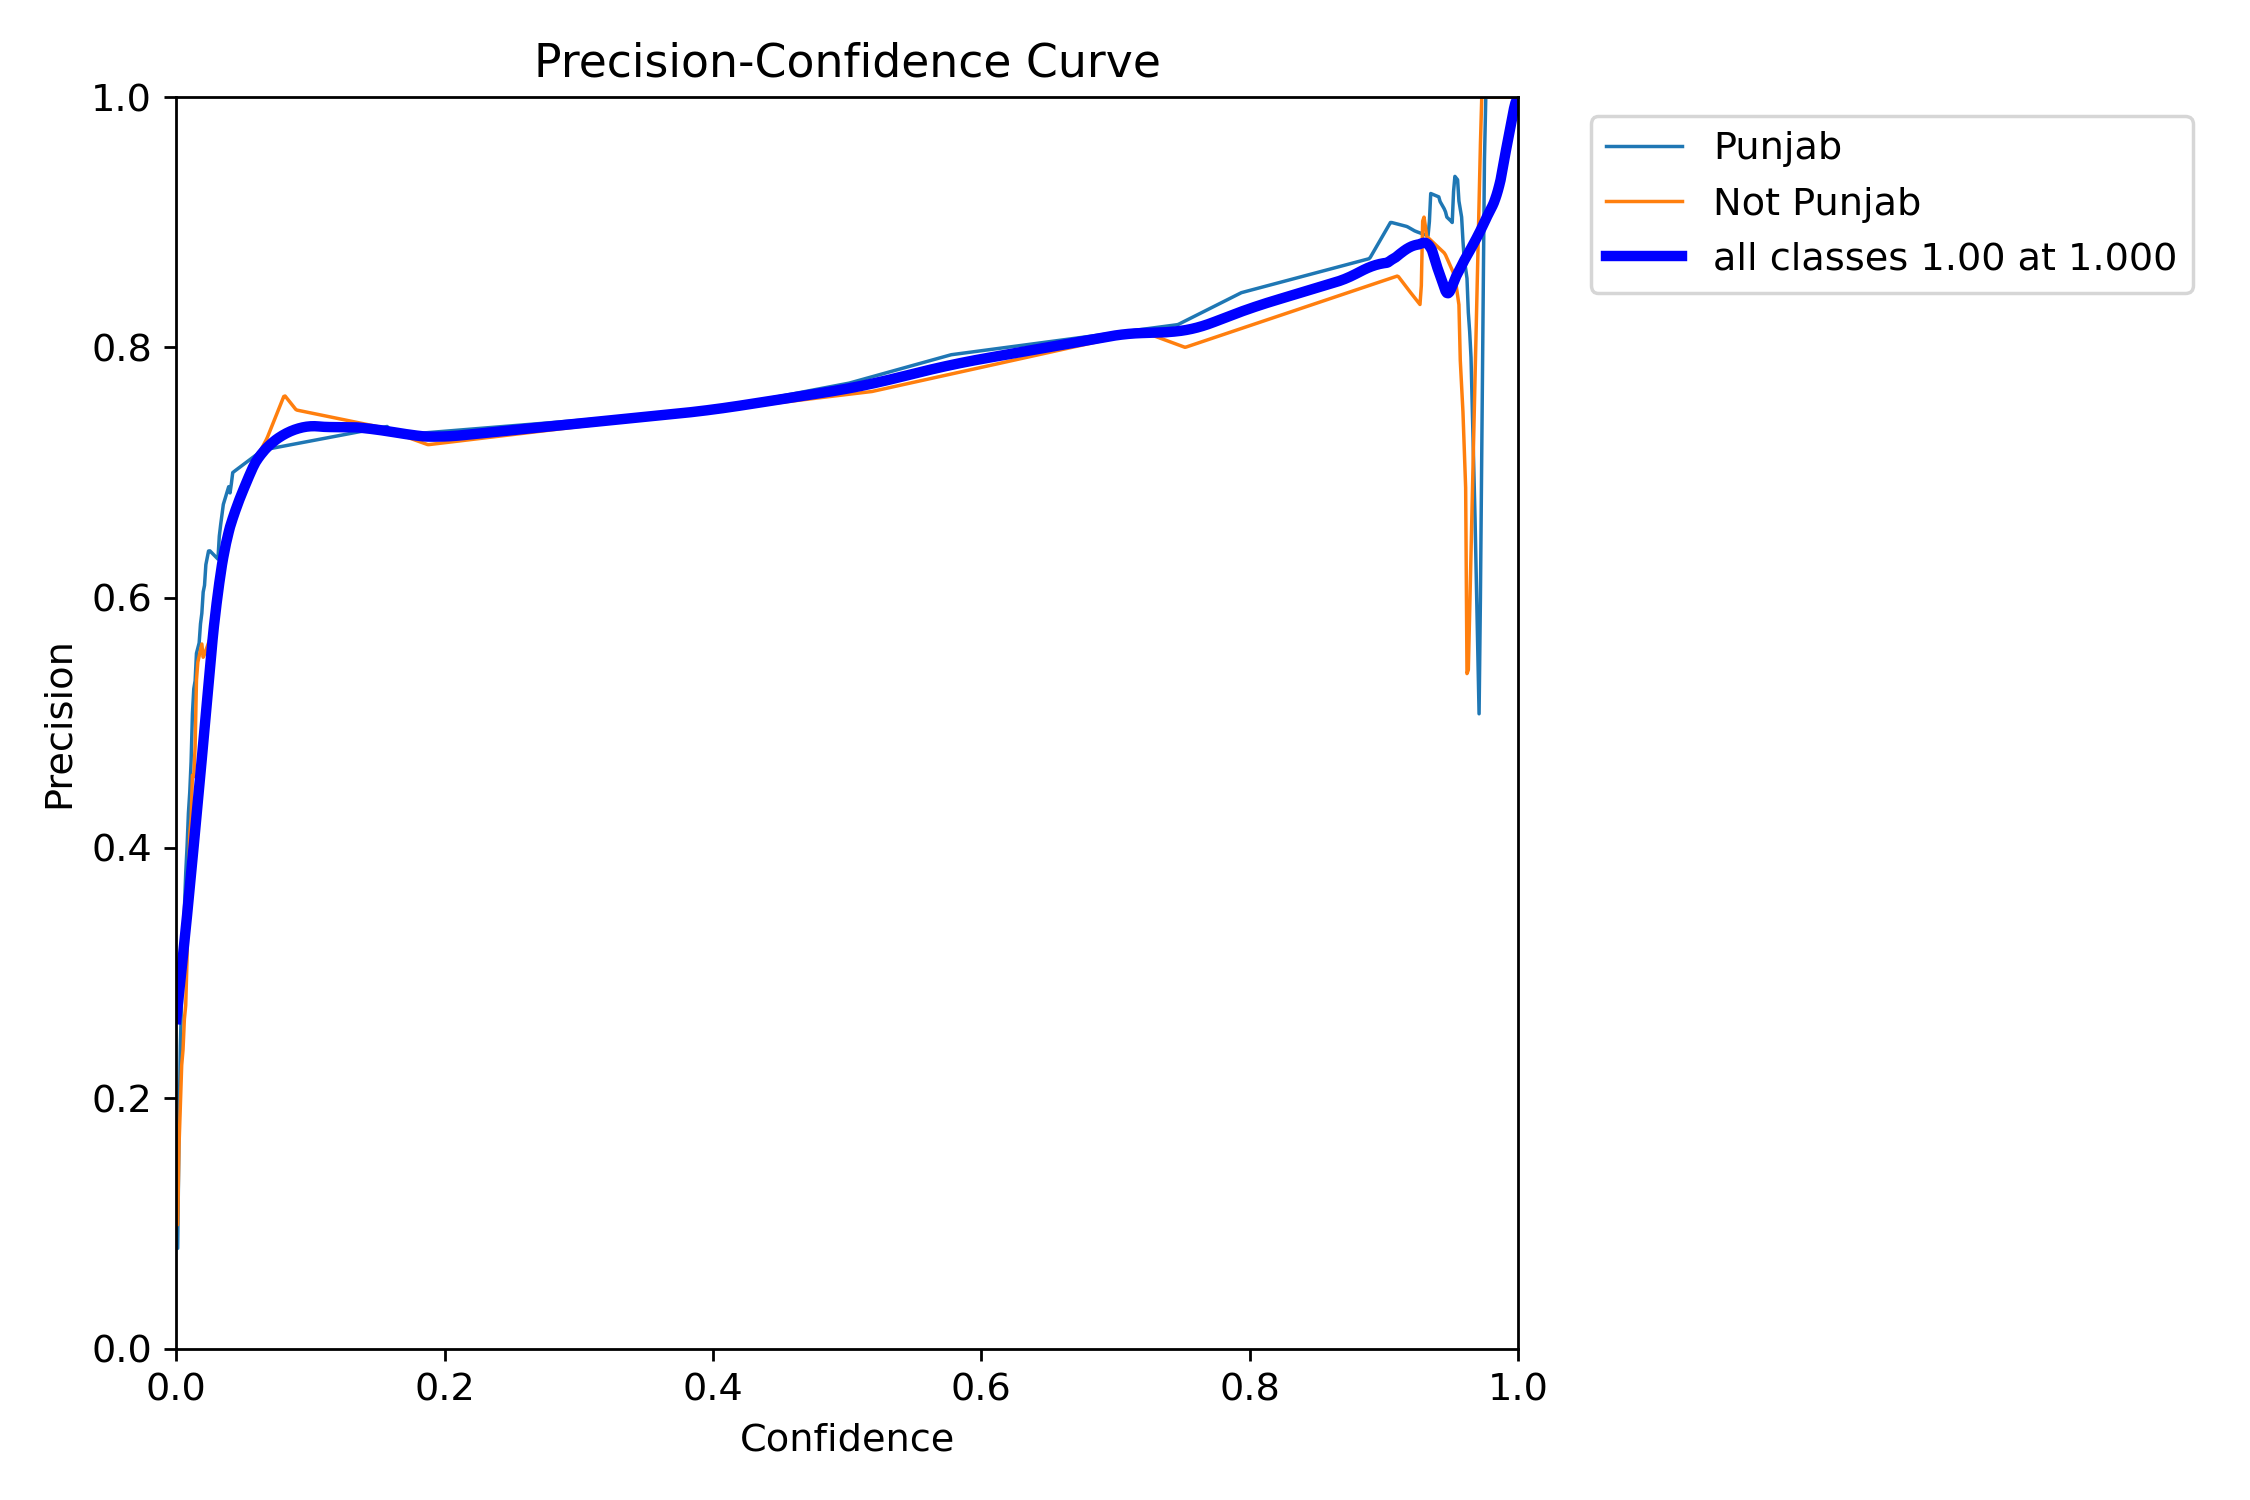 Precision-Confidence Curve
1.0
0.8
0.6
0.4
0.2
0.0
Precision
0.0 0.2 0.4 0.6 0.8 1.0
Confidence
Punjab
Not Punjab
all classes 1.00 at 1.000